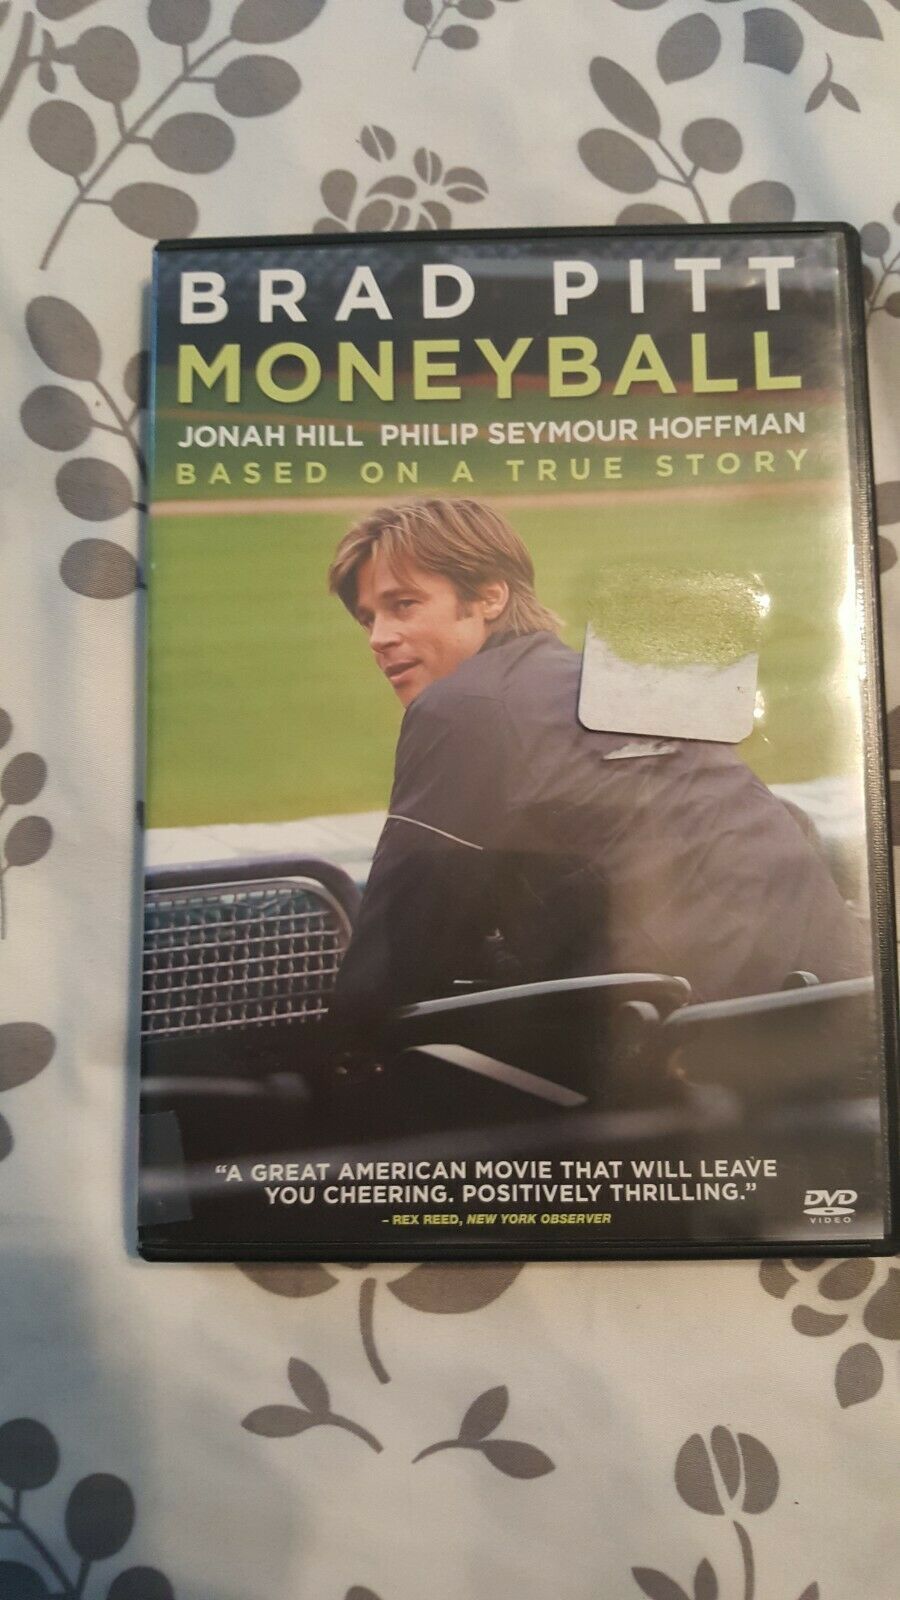 BRAD PITT
MONEYBALL
JONAH HILL PHILIP SEYMOUR HOFFMAN
BASED ON A TRUE STORY
“A GREAT AMERICAN MOVIE THAT WILL LEAVE
YOU CHEERING. POSITIVELY THRILLING.”
– REX REED, NEW YORK OBSERVER
DVD
VIDEO